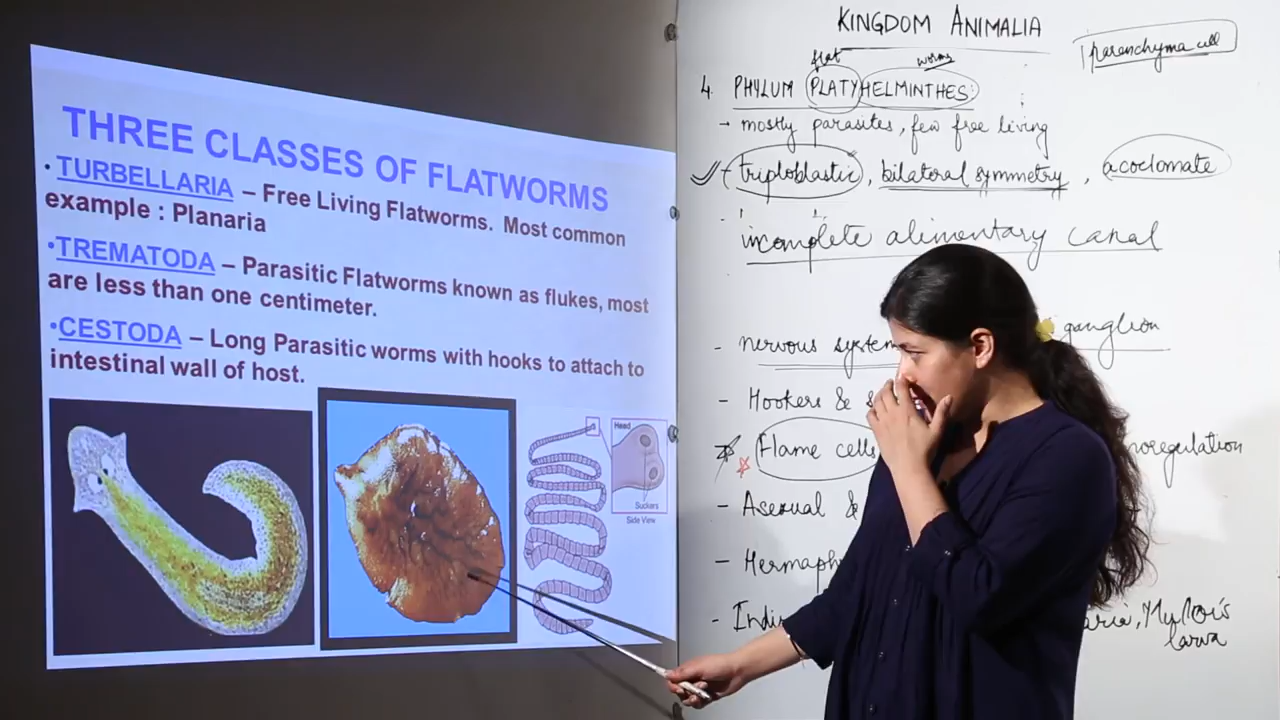 THREE CLASSES OF FLATWORMS
• TURBELLARIA – Free Living Flatworms. Most common
example : Planaria
•TREMATODA – Parasitic Flatworms known as flukes, most
are less than one centimeter.
•CESTODA – Long Parasitic worms with hooks to attach to
intestinal wall of host.
Head
Suckers
Side View
KINGDOM ANIMALIA
parenchyma cell
flat worms
4. PHYLUM PLATYHELMINTHES:
→ mostly parasites, few free living
triploblastic, bilateral symmetry, acoelomate
incomplete alimentary canal
- nervous system ganglion
- Hookers &
Flame cells
- Asexual &
-